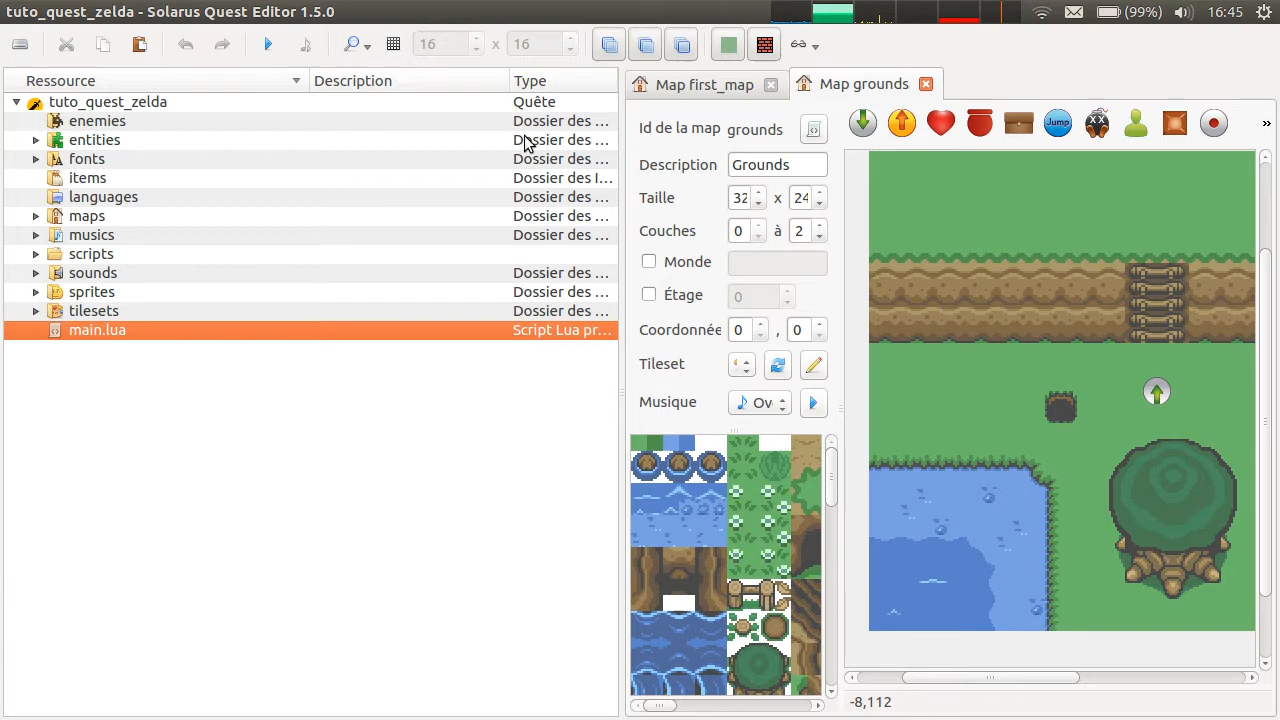 tuto_quest_zelda - Solarus Quest Editor 1.5.0
(99%)
16:45
16 x 16
Ressource Description Type
tuto_quest_zelda Quête
enemies Dossier des ...
entities Dossier des ...
fonts Dossier des ...
items Dossier des I...
languages Dossier des ...
maps Dossier des ...
musics Dossier des ...
scripts
sounds Dossier des ...
sprites Dossier des ...
tilesets Dossier des ...
main.lua Script Lua pr...
Map first_map
Map grounds
Id de la map grounds
Description Grounds
Taille 32 x 24
Couches 0 à 2
Monde
Étage 0
Coordonnée 0 , 0
Tileset
Musique Ov
Jump
»
-8,112